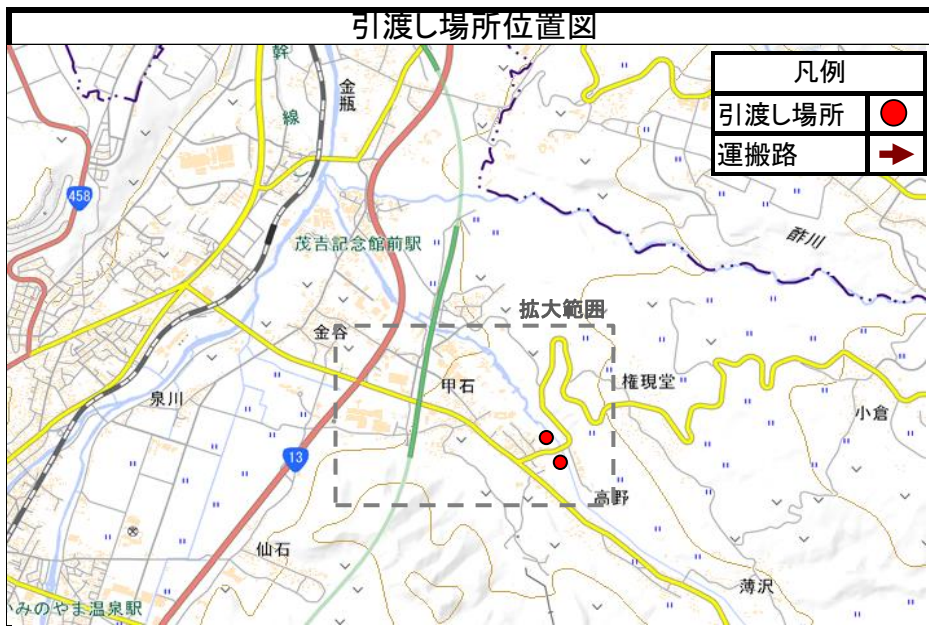 引渡し場所位置図
凡例
引渡し場所
運搬路
幹
線
金瓶
458
茂吉記念館前駅
酢川
拡大範囲
金谷
甲石
権現堂
泉川
小倉
13
高野
仙石
薄沢
みのやま温泉駅